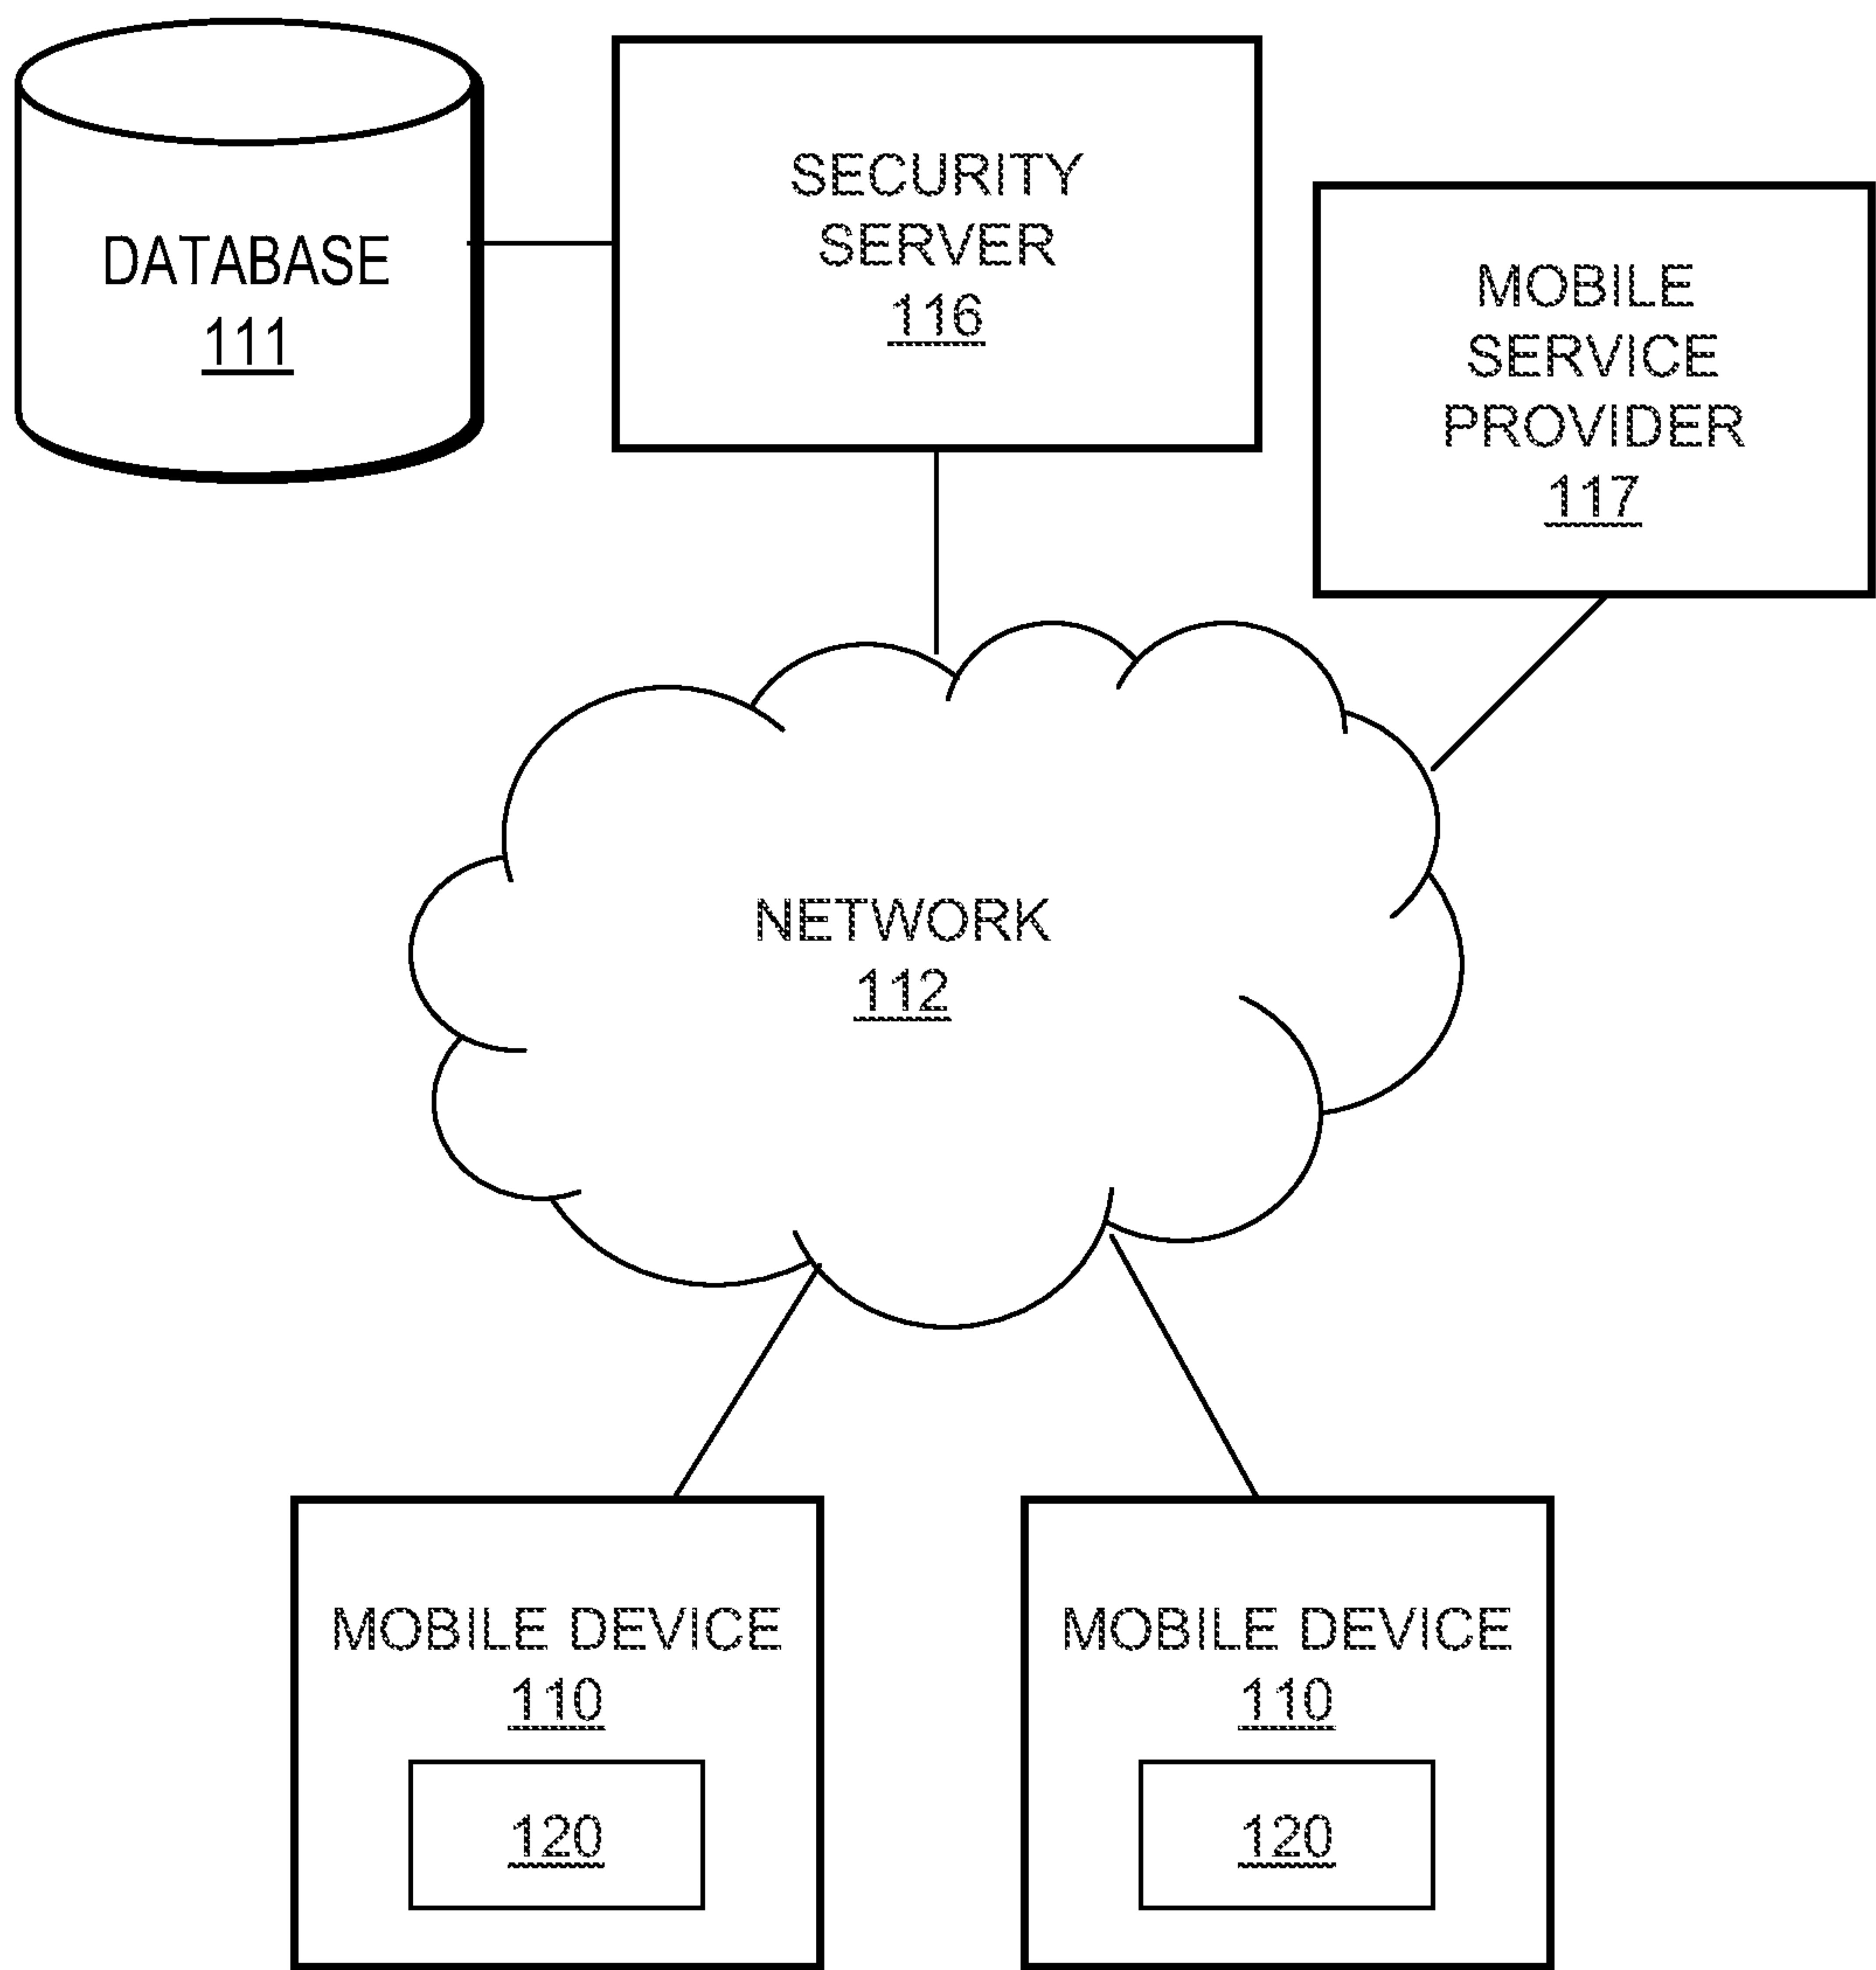 DATABASE
111
SECURITY
SERVER
116
MOBILE
SERVICE
PROVIDER
117
NETWORK
112
MOBILE DEVICE
110
120
MOBILE DEVICE
110
120